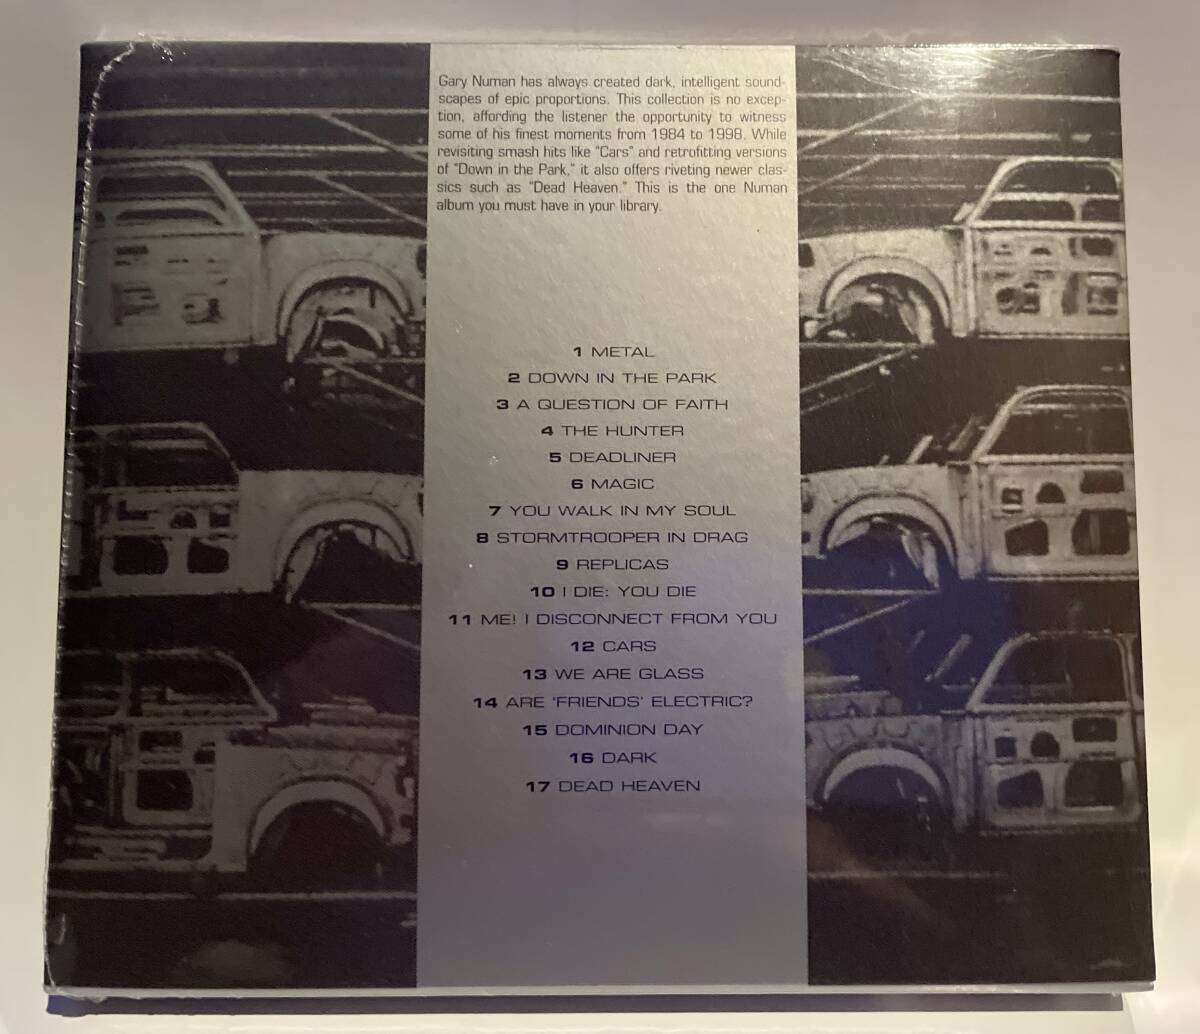 Gary Numan has always created dark, intelligent sound-
scapes of epic proportions. This collection is no excep-
tion, affording the listener the opportunity to witness
some of his finest moments from 1984 to 1998. While
revisiting smash hits like "Cars" and retrofitting versions
of "Down in the Park," it also offers riveting newer clas-
sics such as "Dead Heaven." This is the one Numan
album you must have in your library.
1 METAL
2 DOWN IN THE PARK
3 A QUESTION OF FAITH
4 THE HUNTER
5 DEADLINER
6 MAGIC
7 YOU WALK IN MY SOUL
8 STORMTROOPER IN DRAG
9 REPLICAS
10 I DIE: YOU DIE
11 ME! I DISCONNECT FROM YOU
12 CARS
13 WE ARE GLASS
14 ARE 'FRIENDS' ELECTRIC?
15 DOMINION DAY
16 DARK
17 DEAD HEAVEN